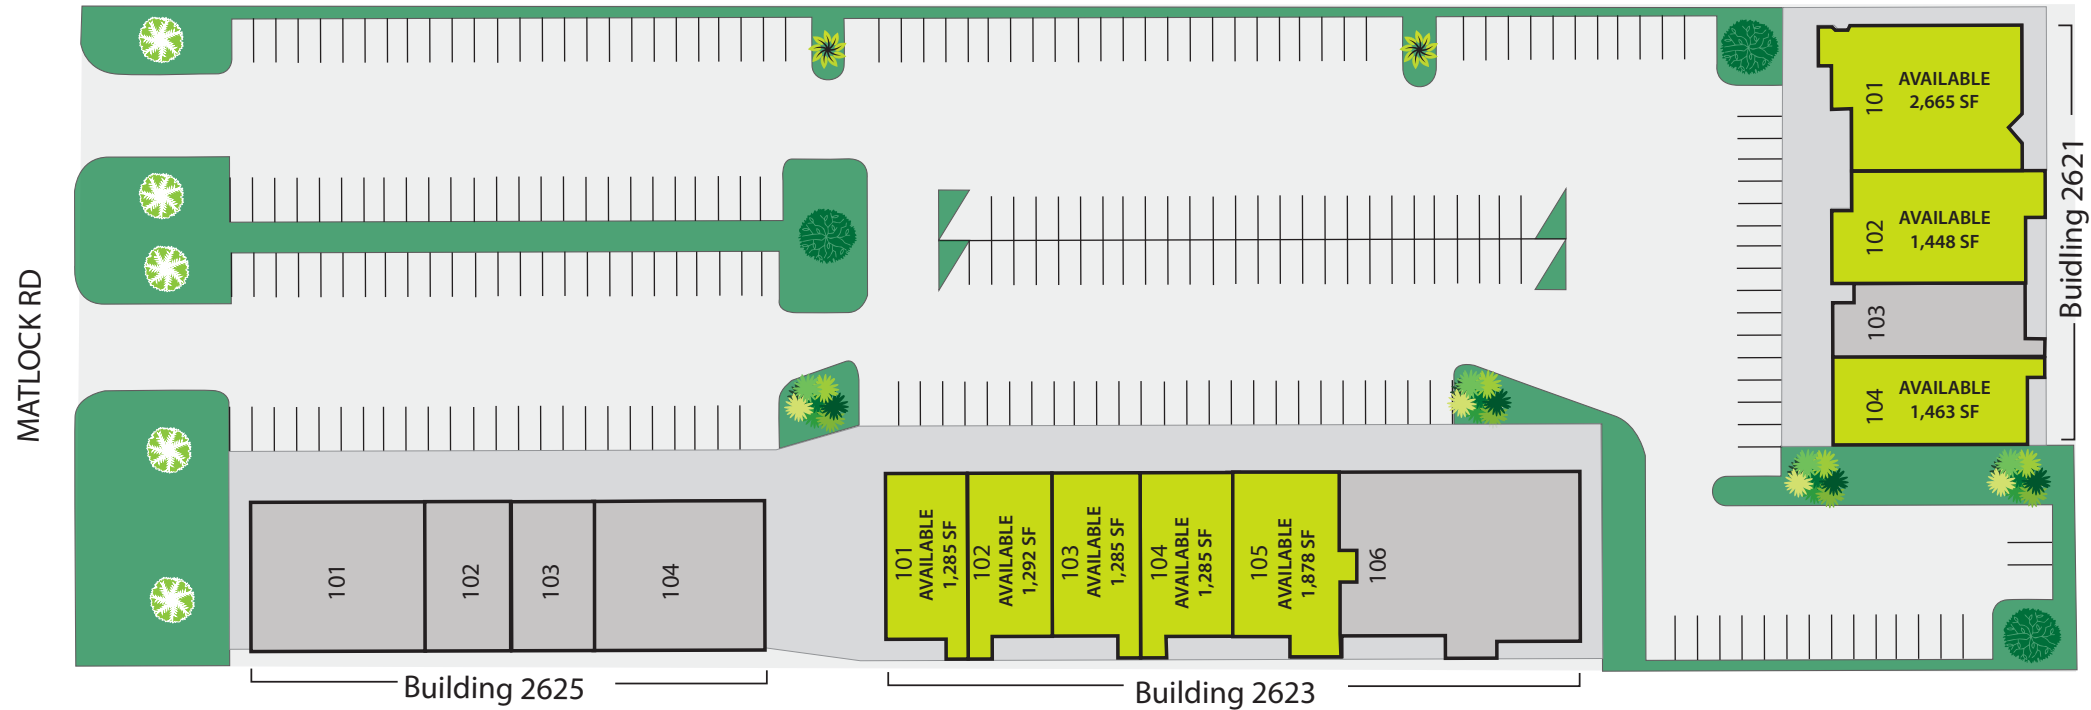 MATLOCK RD
101
AVAILABLE
2,665 SF
102
AVAILABLE
1,448 SF
103
104
AVAILABLE
1,463 SF
Buidling 2621
101
102
103
104
Building 2625
101
AVAILABLE
1,285 SF
102
AVAILABLE
1,292 SF
103
AVAILABLE
1,285 SF
104
AVAILABLE
1,285 SF
105
AVAILABLE
1,878 SF
106
Building 2623